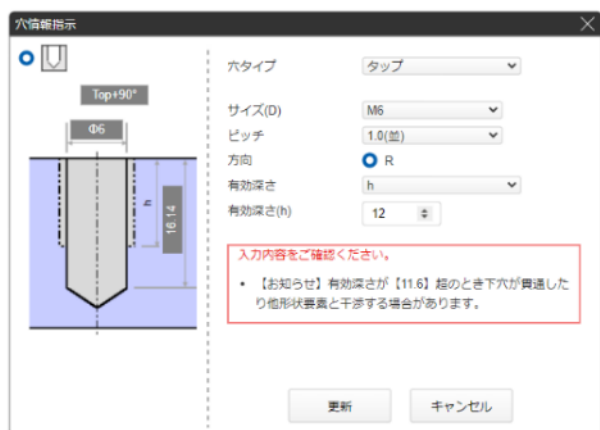 穴情報指示
Top+90°
Φ6
h
16.14
穴タイプ
タップ
サイズ(D)
M6
ピッチ
1.0(並)
方向
R
有効深さ
h
有効深さ(h)
12
入力内容をご確認ください。
・ 【お知らせ】有効深さが【11.6】超のとき下穴が貫通した
り他形状要素と干渉する場合があります。
更新
キャンセル